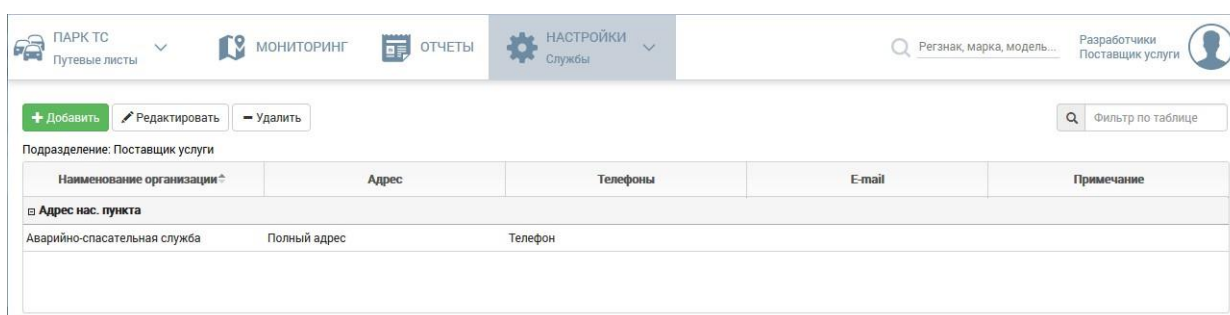 ПАРК ТС
Путевые листы
МОНИТОРИНГ
ОТЧЕТЫ
НАСТРОЙКИ
Службы
Регзнак, марка, модель...
Разработчики
Поставщик услуги
Добавить
Редактировать
Удалить
Фильтр по таблице
Подразделение: Поставщик услуги
Наименование организации Адрес Телефоны E-mail Примечание
Адрес нас. пункта
Аварийно-спасательная служба Полный адрес Телефон